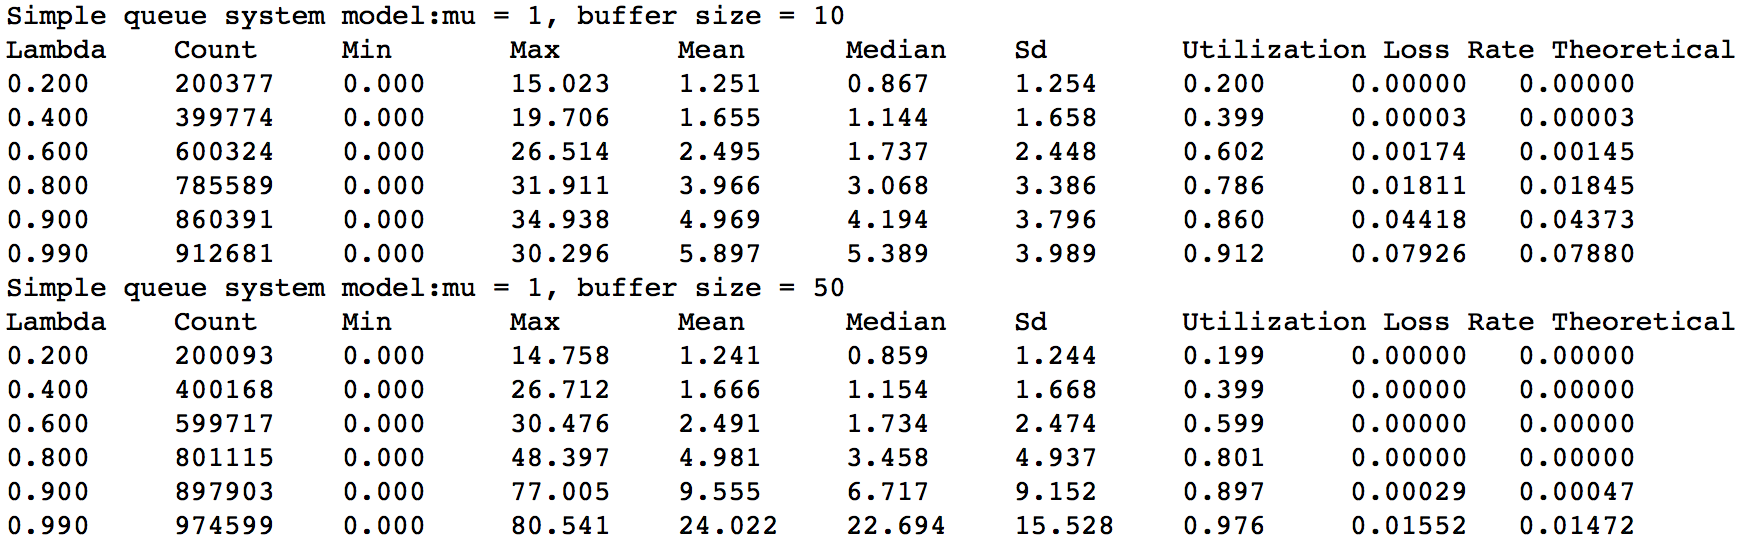 Simple queue system model:mu = 1, buffer size = 10
Lambda Count Min Max Mean Median Sd Utilization Loss Rate Theoretical
0.200 200377 0.000 15.023 1.251 0.867 1.254 0.200 0.00000 0.00000
0.400 399774 0.000 19.706 1.655 1.144 1.658 0.399 0.00003 0.00003
0.600 600324 0.000 26.514 2.495 1.737 2.448 0.602 0.00174 0.00145
0.800 785589 0.000 31.911 3.966 3.068 3.386 0.786 0.01811 0.01845
0.900 860391 0.000 34.938 4.969 4.194 3.796 0.860 0.04418 0.04373
0.990 912681 0.000 30.296 5.897 5.389 3.989 0.912 0.07926 0.07880
Simple queue system model:mu = 1, buffer size = 50
Lambda Count Min Max Mean Median Sd Utilization Loss Rate Theoretical
0.200 200093 0.000 14.758 1.241 0.859 1.244 0.199 0.00000 0.00000
0.400 400168 0.000 26.712 1.666 1.154 1.668 0.399 0.00000 0.00000
0.600 599717 0.000 30.476 2.491 1.734 2.474 0.599 0.00000 0.00000
0.800 801115 0.000 48.397 4.981 3.458 4.937 0.801 0.00000 0.00000
0.900 897903 0.000 77.005 9.555 6.717 9.152 0.897 0.00029 0.00047
0.990 974599 0.000 80.541 24.022 22.694 15.528 0.976 0.01552 0.01472